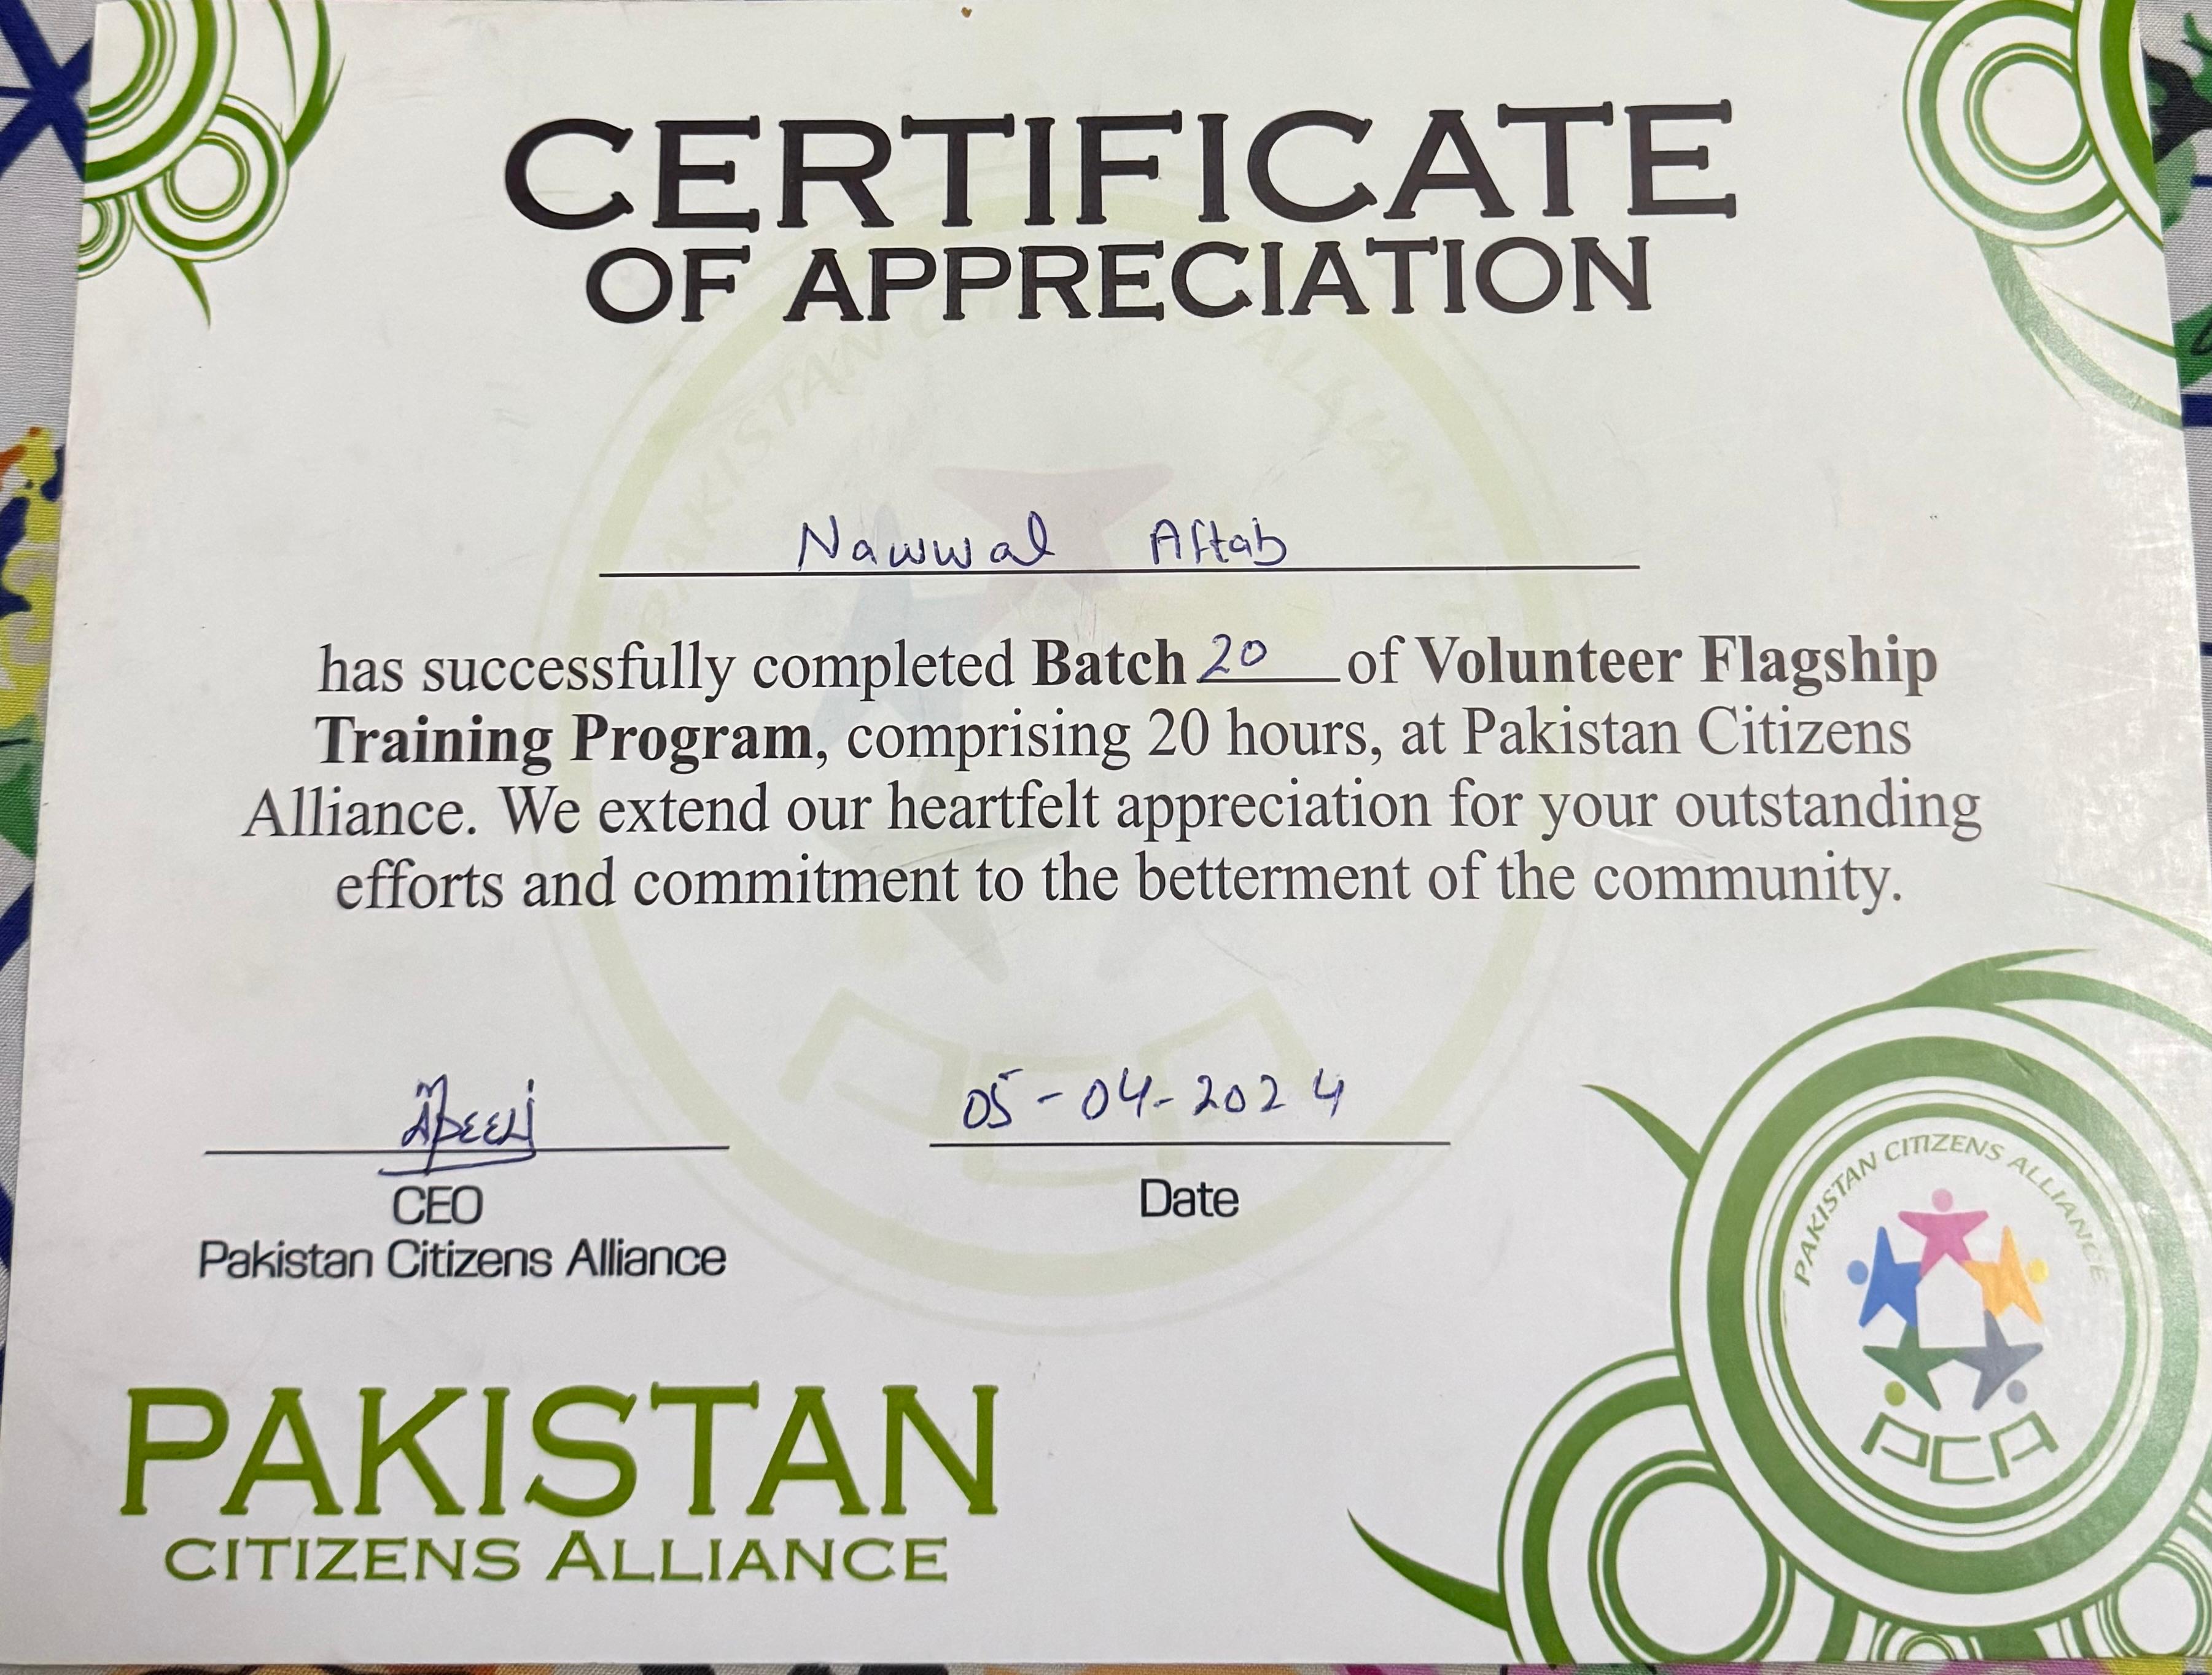 CERTIFICATE
OF APPRECIATION
Nawwal Aftab
has successfully completed Batch 20 of Volunteer Flagship
Training Program, comprising 20 hours, at Pakistan Citizens
Alliance. We extend our heartfelt appreciation for your outstanding
efforts and commitment to the betterment of the community.
05-04-2024
CEO
Pakistan Citizens Alliance
Date
PAKISTAN
CITIZENS ALLIANCE
PAKISTAN CITIZENS ALLIANCE
PCA